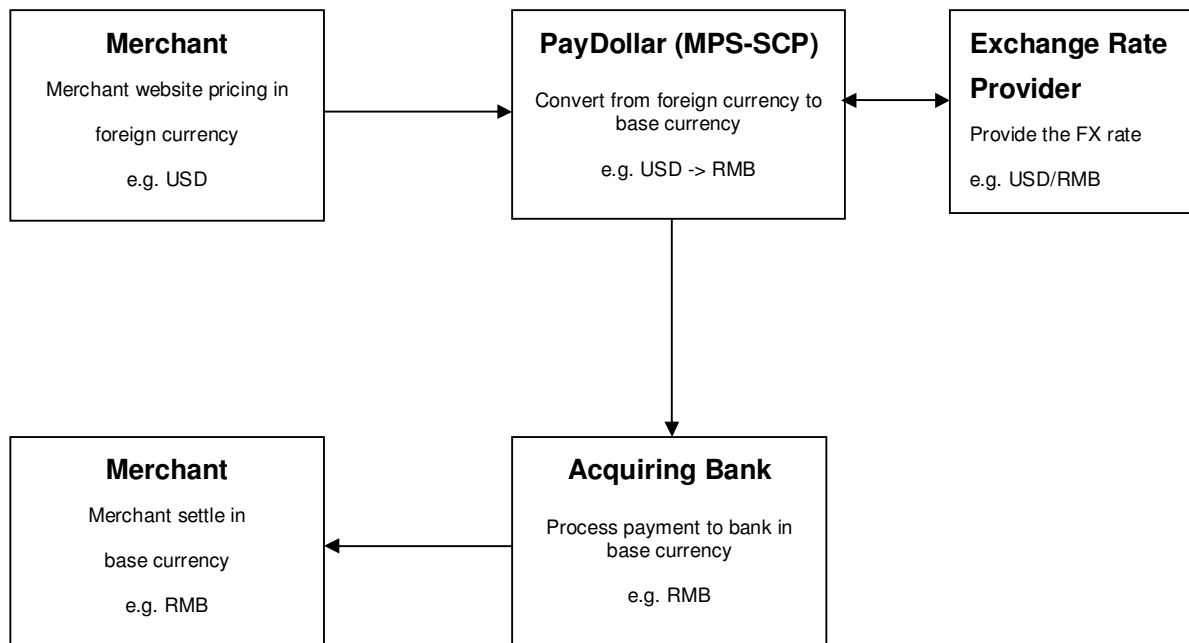 Merchant
Merchant website pricing in
foreign currency
e.g. USD
PayDollar (MPS-SCP)
Convert from foreign currency to
base currency
e.g. USD -> RMB
Exchange Rate
Provider
Provide the FX rate
e.g. USD/RMB
Merchant
Merchant settle in
base currency
e.g. RMB
Acquiring Bank
Process payment to bank in
base currency
e.g. RMB